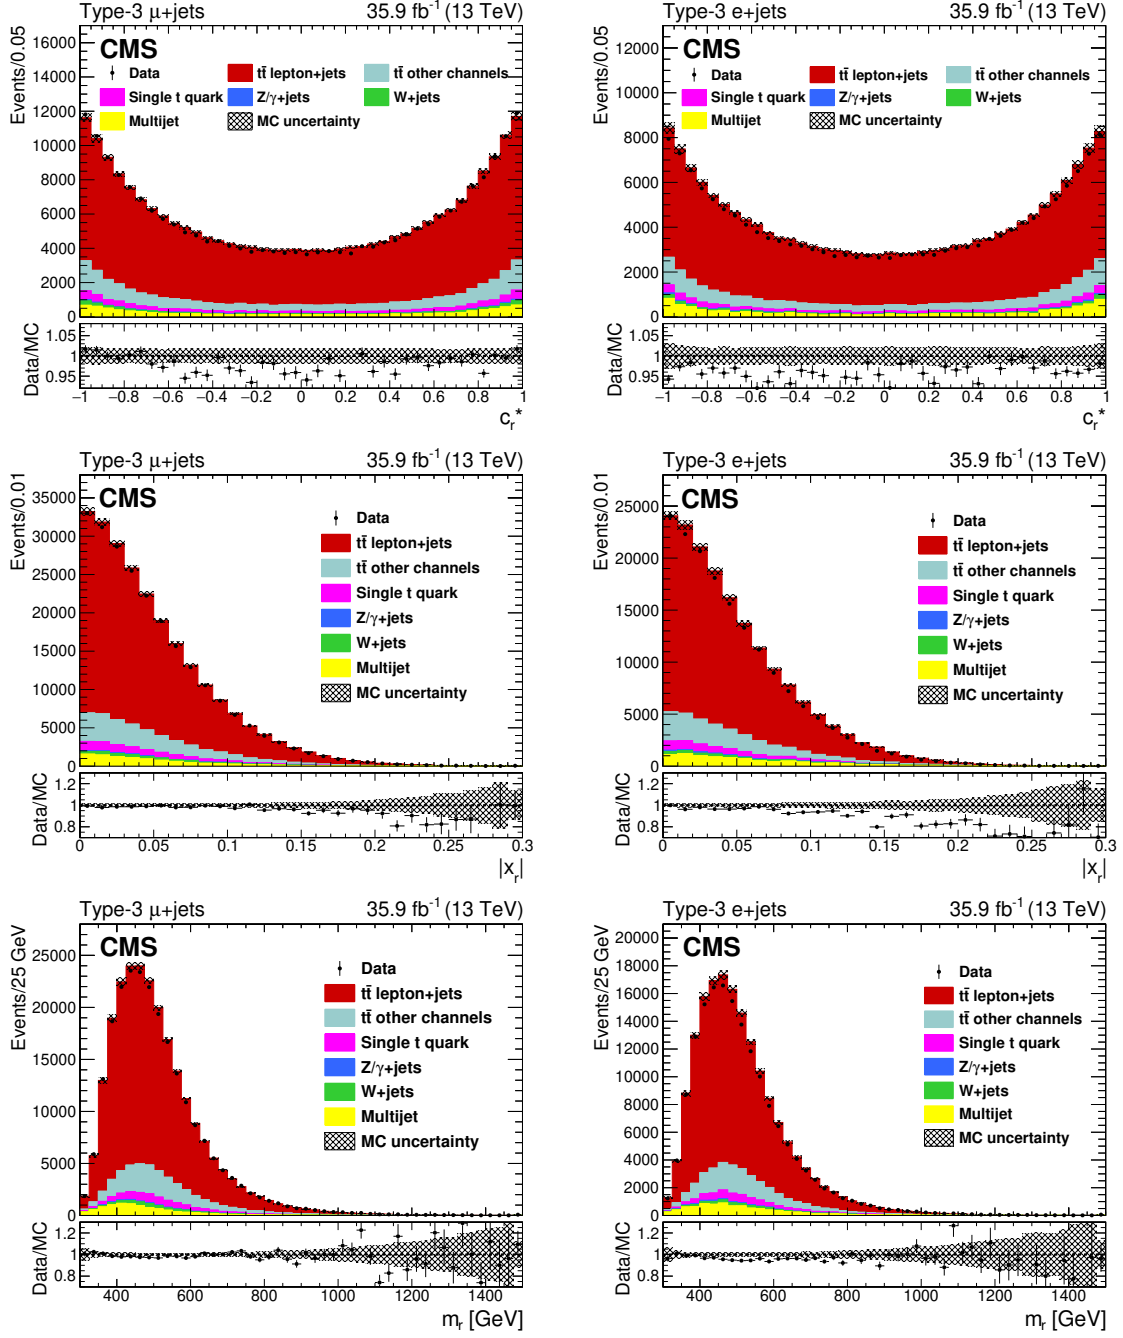 Type-3 μ+jets 35.9 fb⁻¹ (13 TeV)
CMS
Events/0.05
16000
14000
12000
10000
8000
6000
4000
2000
0
Data
tt̄ lepton+jets
tt̄ other channels
Single t quark
Z/γ+jets
W+jets
Multijet
MC uncertainty
Data/MC
1.05
1
0.95
−1 −0.8 −0.6 −0.4 −0.2 0 0.2 0.4 0.6 0.8 1
c_r*
Type-3 e+jets 35.9 fb⁻¹ (13 TeV)
CMS
Events/0.05
12000
10000
8000
6000
4000
2000
0
Data
tt̄ lepton+jets
tt̄ other channels
Single t quark
Z/γ+jets
W+jets
Multijet
MC uncertainty
Data/MC
1.05
1
0.95
−1 −0.8 −0.6 −0.4 −0.2 0 0.2 0.4 0.6 0.8 1
c_r*
Type-3 μ+jets 35.9 fb⁻¹ (13 TeV)
CMS
Events/0.01
35000
30000
25000
20000
15000
10000
5000
0
Data
tt̄ lepton+jets
tt̄ other channels
Single t quark
Z/γ+jets
W+jets
Multijet
MC uncertainty
Data/MC
1.2
1
0.8
0 0.05 0.1 0.15 0.2 0.25 0.3
|x_r|
Type-3 e+jets 35.9 fb⁻¹ (13 TeV)
CMS
Events/0.01
25000
20000
15000
10000
5000
0
Data
tt̄ lepton+jets
tt̄ other channels
Single t quark
Z/γ+jets
W+jets
Multijet
MC uncertainty
Data/MC
1.2
1
0.8
0 0.05 0.1 0.15 0.2 0.25 0.3
|x_r|
Type-3 μ+jets 35.9 fb⁻¹ (13 TeV)
CMS
Events/25 GeV
25000
20000
15000
10000
5000
0
Data
tt̄ lepton+jets
tt̄ other channels
Single t quark
Z/γ+jets
W+jets
Multijet
MC uncertainty
Data/MC
1.2
1
0.8
400 600 800 1000 1200 1400
m_r [GeV]
Type-3 e+jets 35.9 fb⁻¹ (13 TeV)
CMS
Events/25 GeV
20000
18000
16000
14000
12000
10000
8000
6000
4000
2000
0
Data
tt̄ lepton+jets
tt̄ other channels
Single t quark
Z/γ+jets
W+jets
Multijet
MC uncertainty
Data/MC
1.2
1
0.8
400 600 800 1000 1200 1400
m_r [GeV]